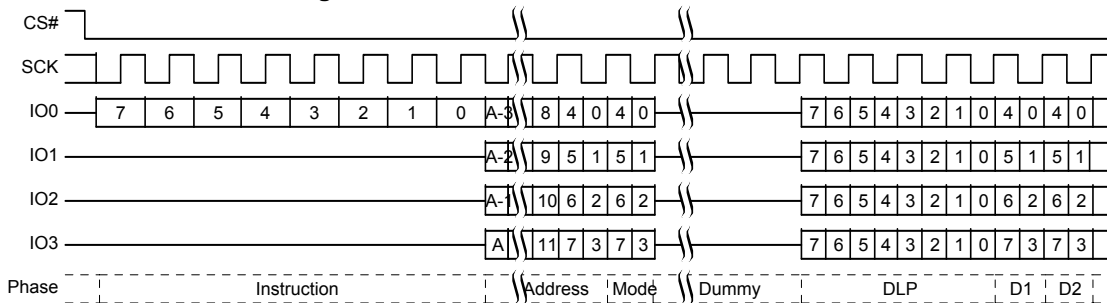 CS#
SCK
IO0 7 6 5 4 3 2 1 0 A-3 8 4 0 4 0 7 6 5 4 3 2 1 0 4 0 4 0
IO1 A-2 9 5 1 5 1 7 6 5 4 3 2 1 0 5 1 5 1
IO2 A-1 10 6 2 6 2 7 6 5 4 3 2 1 0 6 2 6 2
IO3 A 11 7 3 7 3 7 6 5 4 3 2 1 0 7 3 7 3
Phase Instruction Address Mode Dummy DLP D1 D2